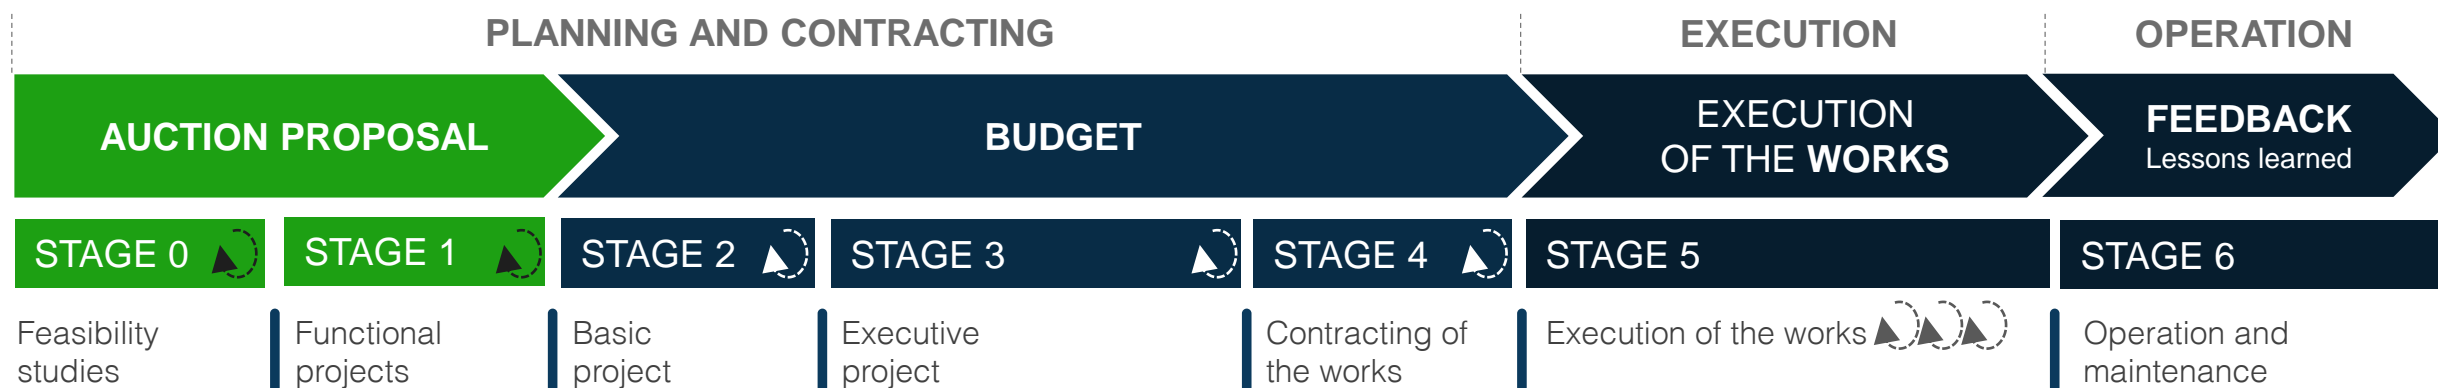 PLANNING AND CONTRACTING
EXECUTION
OPERATION
AUCTION PROPOSAL
BUDGET
EXECUTION
OF THE WORKS
FEEDBACK
Lessons learned
STAGE 0
STAGE 1
STAGE 2
STAGE 3
STAGE 4
STAGE 5
STAGE 6
Feasibility
studies
Functional
projects
Basic
project
Executive
project
Contracting of
the works
Execution of the works
Operation and
maintenance